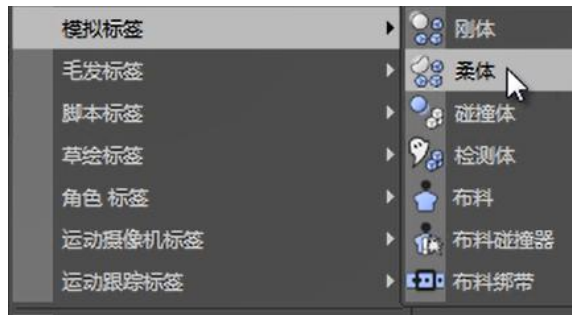 模拟标签
毛发标签
脚本标签
草绘标签
角色 标签
运动摄像机标签
运动跟踪标签
刚体
柔体
碰撞体
检测体
布料
布料碰撞器
布料绑带